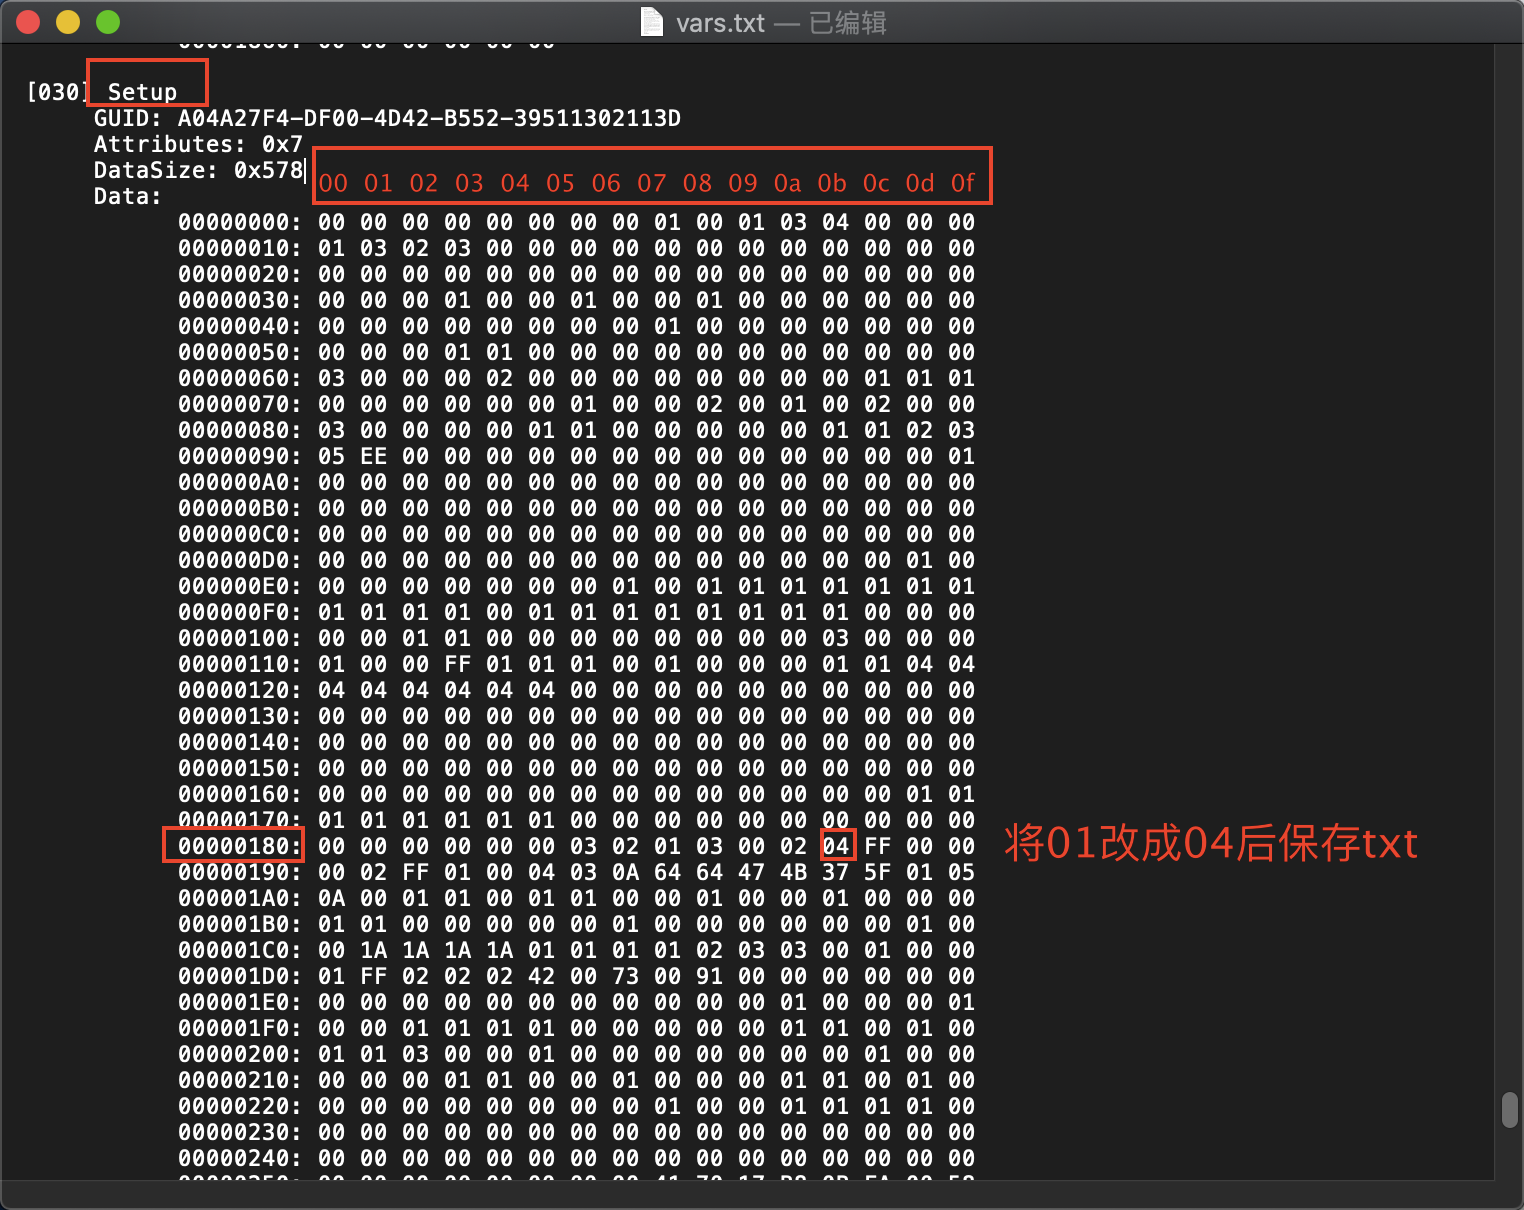 vars.txt — 已编辑
[030] Setup
GUID: A04A27F4-DF00-4D42-B552-39511302113D
Attributes: 0x7
DataSize: 0x578
00 01 02 03 04 05 06 07 08 09 0a 0b 0c 0d 0f
Data:
00000000: 00 00 00 00 00 00 00 00 01 00 01 03 04 00 00 00
00000010: 01 03 02 03 00 00 00 00 00 00 00 00 00 00 00 00
00000020: 00 00 00 00 00 00 00 00 00 00 00 00 00 00 00 00
00000030: 00 00 00 01 00 00 01 00 00 01 00 00 00 00 00 00
00000040: 00 00 00 00 00 00 00 00 01 00 00 00 00 00 00 00
00000050: 00 00 00 01 01 00 00 00 00 00 00 00 00 00 00 00
00000060: 03 00 00 00 02 00 00 00 00 00 00 00 00 01 01 01
00000070: 00 00 00 00 00 00 01 00 00 02 00 01 00 02 00 00
00000080: 03 00 00 00 00 01 01 00 00 00 00 00 01 01 02 03
00000090: 05 EE 00 00 00 00 00 00 00 00 00 00 00 00 00 01
000000A0: 00 00 00 00 00 00 00 00 00 00 00 00 00 00 00 00
000000B0: 00 00 00 00 00 00 00 00 00 00 00 00 00 00 00 00
000000C0: 00 00 00 00 00 00 00 00 00 00 00 00 00 00 00 00
000000D0: 00 00 00 00 00 00 00 00 00 00 00 00 00 00 01 00
000000E0: 00 00 00 00 00 00 00 01 00 01 01 01 01 01 01 01
000000F0: 01 01 01 01 00 01 01 01 01 01 01 01 01 00 00 00
00000100: 00 00 01 01 00 00 00 00 00 00 00 00 03 00 00 00
00000110: 01 00 00 FF 01 01 01 00 01 00 00 00 01 01 04 04
00000120: 04 04 04 04 04 04 00 00 00 00 00 00 00 00 00 00
00000130: 00 00 00 00 00 00 00 00 00 00 00 00 00 00 00 00
00000140: 00 00 00 00 00 00 00 00 00 00 00 00 00 00 00 00
00000150: 00 00 00 00 00 00 00 00 00 00 00 00 00 00 00 00
00000160: 00 00 00 00 00 00 00 00 00 00 00 00 00 00 01 01
00000170: 01 01 01 01 01 01 00 00 00 00 00 00 00 00 00 00
00000180: 00 00 00 00 00 00 03 02 01 03 00 02 04 FF 00 00
将01改成04后保存txt
00000190: 00 02 FF 01 00 04 03 0A 64 64 47 4B 37 5F 01 05
000001A0: 0A 00 01 01 00 01 01 00 00 01 00 00 01 00 00 00
000001B0: 01 01 00 00 00 00 00 01 00 00 00 00 00 00 01 00
000001C0: 00 1A 1A 1A 1A 01 01 01 01 02 03 03 00 01 00 00
000001D0: 01 FF 02 02 02 42 00 73 00 91 00 00 00 00 00 00
000001E0: 00 00 00 00 00 00 00 00 00 00 00 01 00 00 00 01
000001F0: 00 00 01 01 01 01 00 00 00 00 00 01 01 00 01 00
00000200: 01 01 03 00 00 01 00 00 00 00 00 00 00 01 00 00
00000210: 00 00 00 01 01 00 00 01 00 00 00 01 01 00 01 00
00000220: 00 00 00 00 00 00 00 00 01 00 00 01 01 01 01 00
00000230: 00 00 00 00 00 00 00 00 00 00 00 00 00 00 00 00
00000240: 00 00 00 00 00 00 00 00 00 00 00 00 00 00 00 00